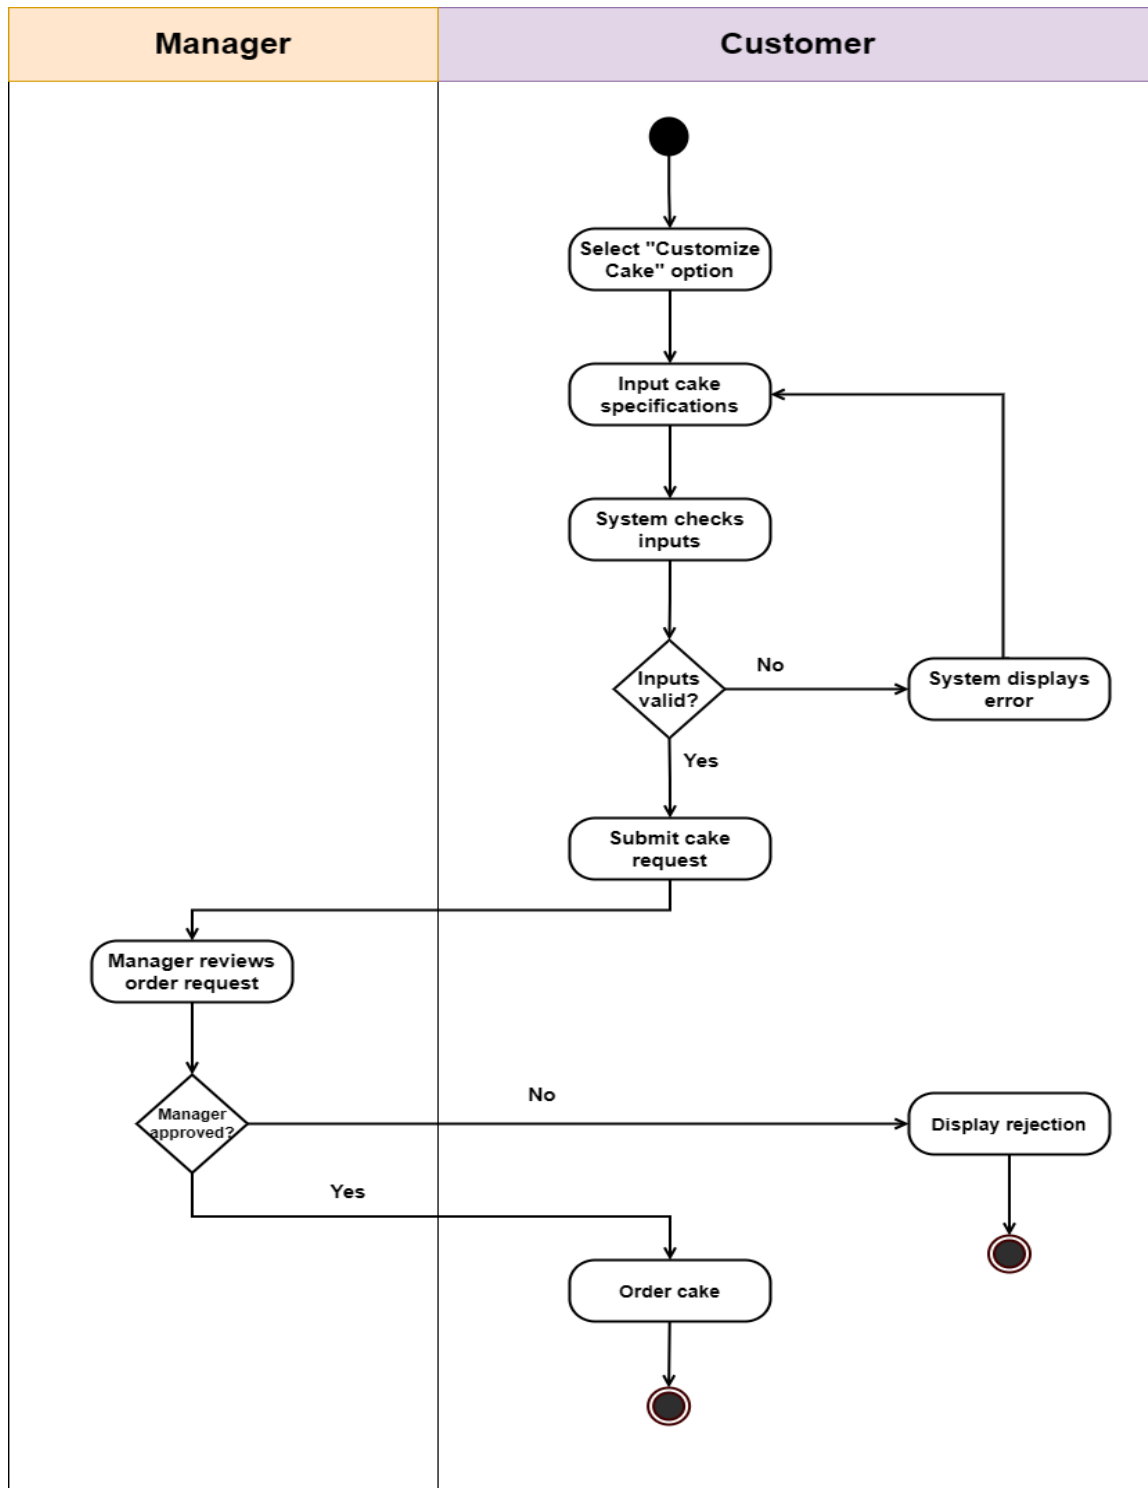 Manager
Customer
Select "Customize
Cake" option
Input cake
specifications
System checks
inputs
Inputs
valid?
No
System displays
error
Yes
Submit cake
request
Manager reviews
order request
Manager
approved?
No
Display rejection
Yes
Order cake